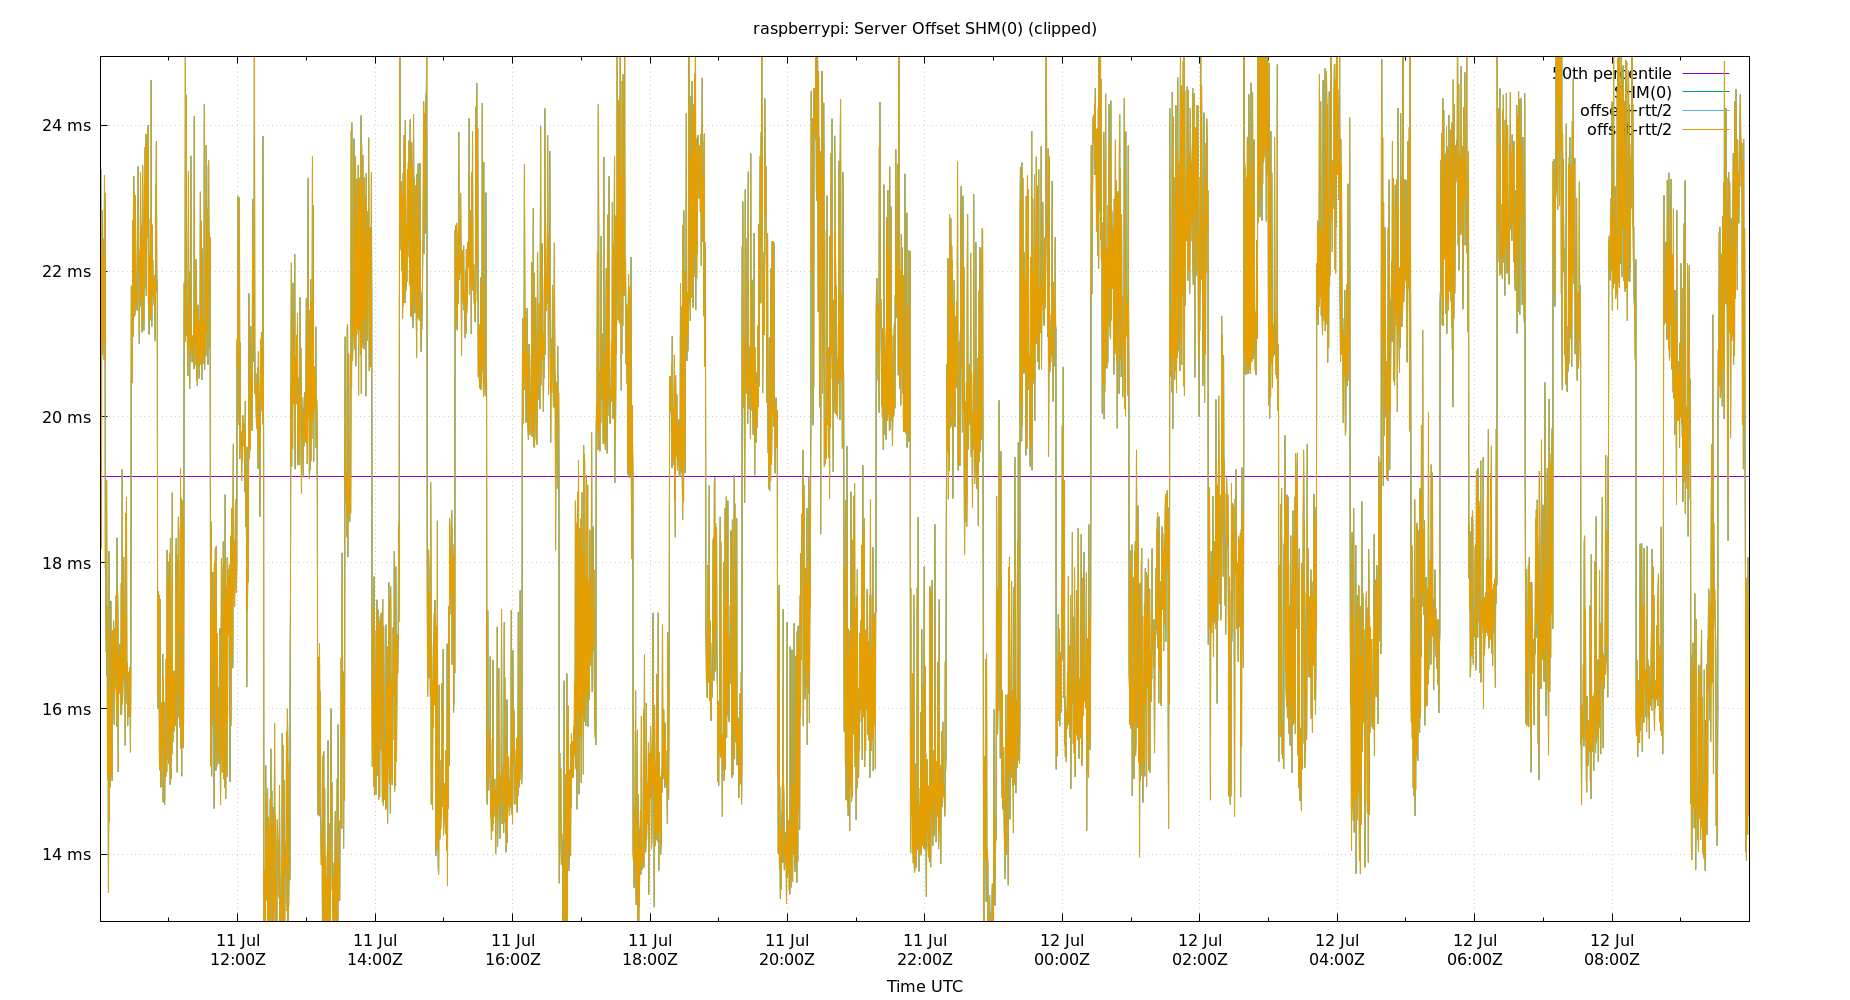 raspberrypi: Server Offset SHM(0) (clipped)
50th percentile
SHM(0)
offset+rtt/2
offset-rtt/2
24 ms
22 ms
20 ms
18 ms
16 ms
14 ms
11 Jul 11 Jul 11 Jul 11 Jul 11 Jul 11 Jul 12 Jul 12 Jul 12 Jul 12 Jul 12 Jul
12:00Z 14:00Z 16:00Z 18:00Z 20:00Z 22:00Z 00:00Z 02:00Z 04:00Z 06:00Z 08:00Z
Time UTC